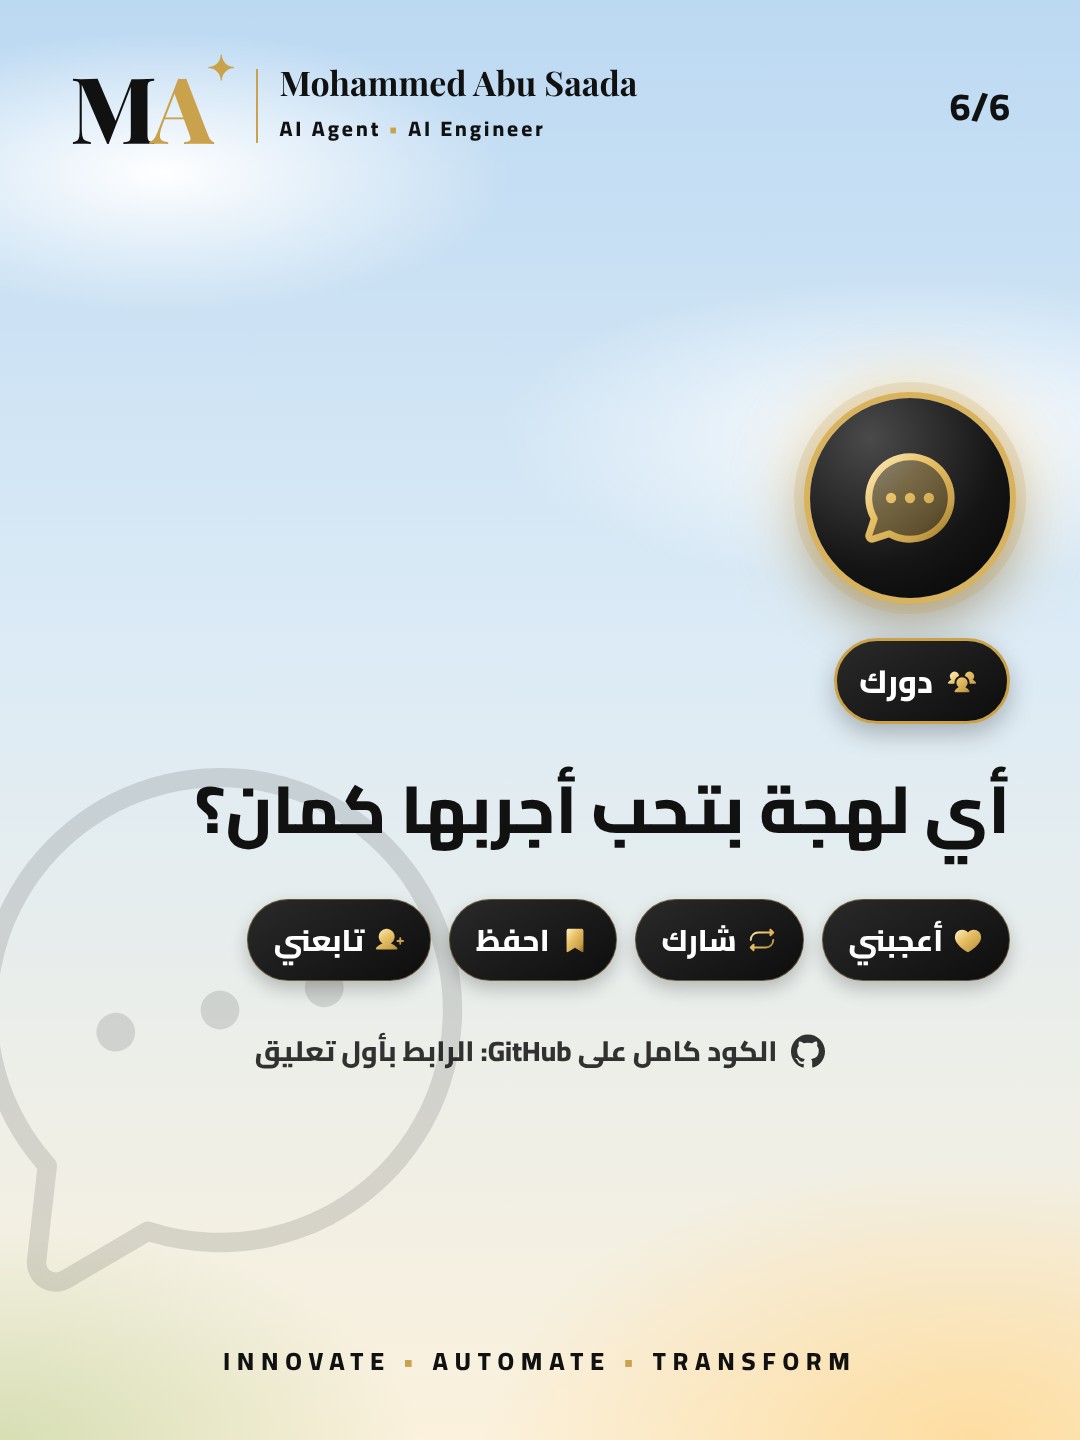 MA
Mohammed Abu Saada
AI Agent ▪ AI Engineer
6/6
دورك
أي لهجة بتحب أجربها كمان؟
أعجبني
شارك
احفظ
تابعني
الكود كامل على GitHub: الرابط بأول تعليق
INNOVATE ▪ AUTOMATE ▪ TRANSFORM